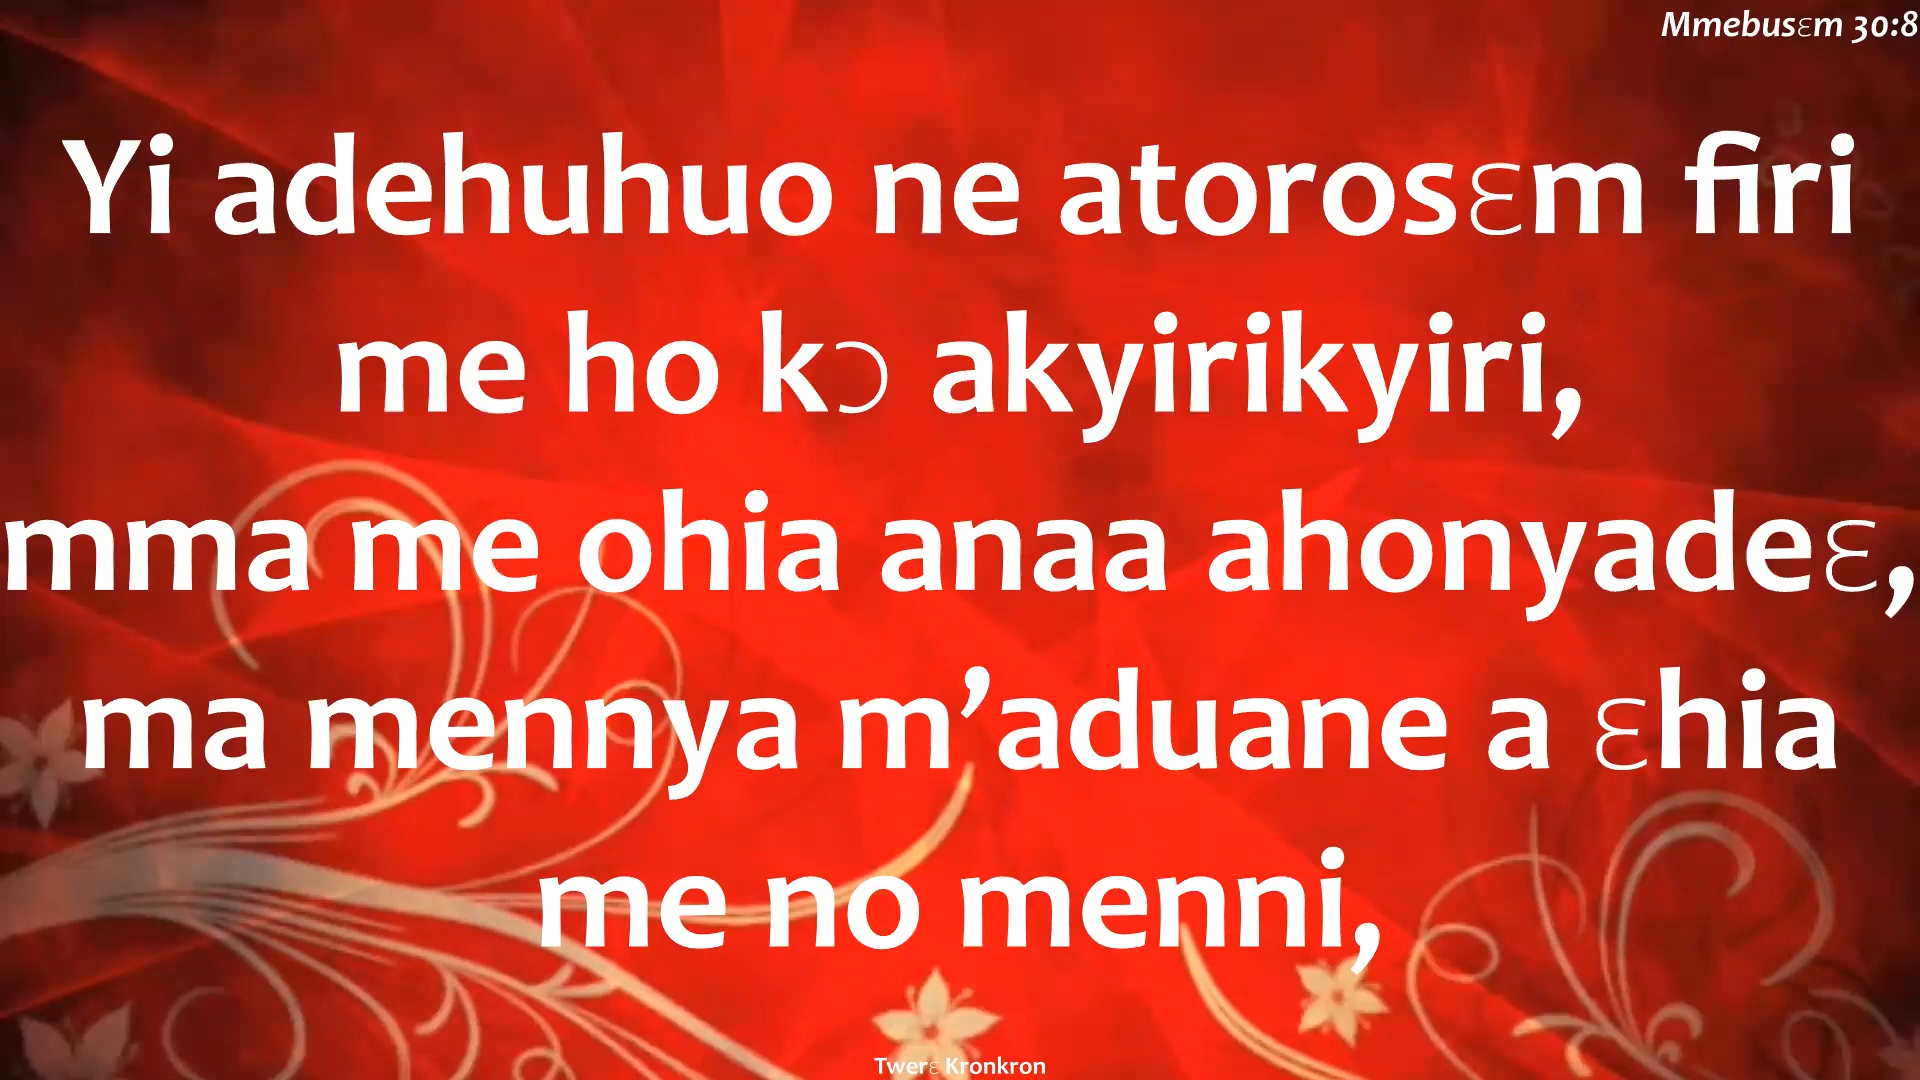 Mmebusɛm 30:8
Yi adehuhuo ne atorosɛm firi
me ho kɔ akyirikyiri,
mma me ohia anaa ahonyadeɛ,
ma mennya m’aduane a ɛhia
me no menni,
Twerɛ Kronkron